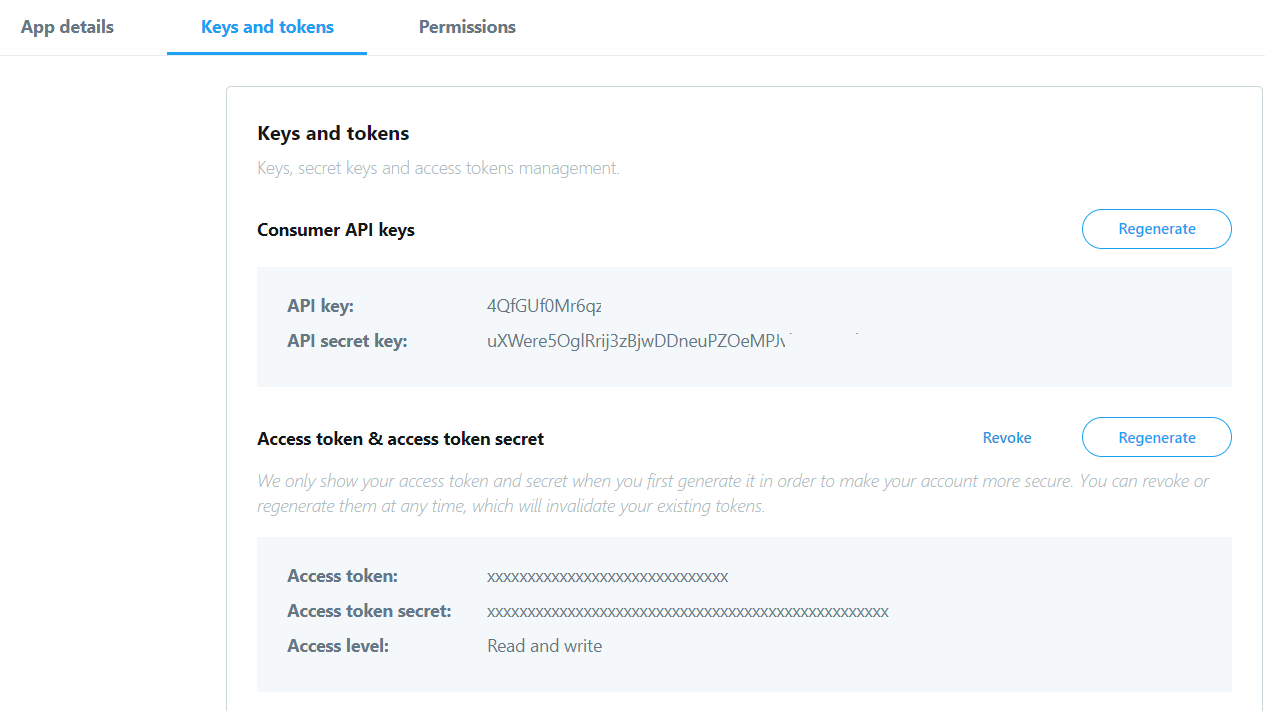 App details Keys and tokens Permissions
Keys and tokens
Keys, secret keys and access tokens management.
Consumer API keys Regenerate
API key: 4QfGUf0Mr6qz
API secret key: uXWere5OglRrij3zBjwDDneuPZOeMPJv
Access token & access token secret Revoke Regenerate
We only show your access token and secret when you first generate it in order to make your account more secure. You can revoke or
regenerate them at any time, which will invalidate your existing tokens.
Access token: xxxxxxxxxxxxxxxxxxxxxxxxxxxxxx
Access token secret: xxxxxxxxxxxxxxxxxxxxxxxxxxxxxxxxxxxxxxxxxxxxxxxxxx
Access level: Read and write